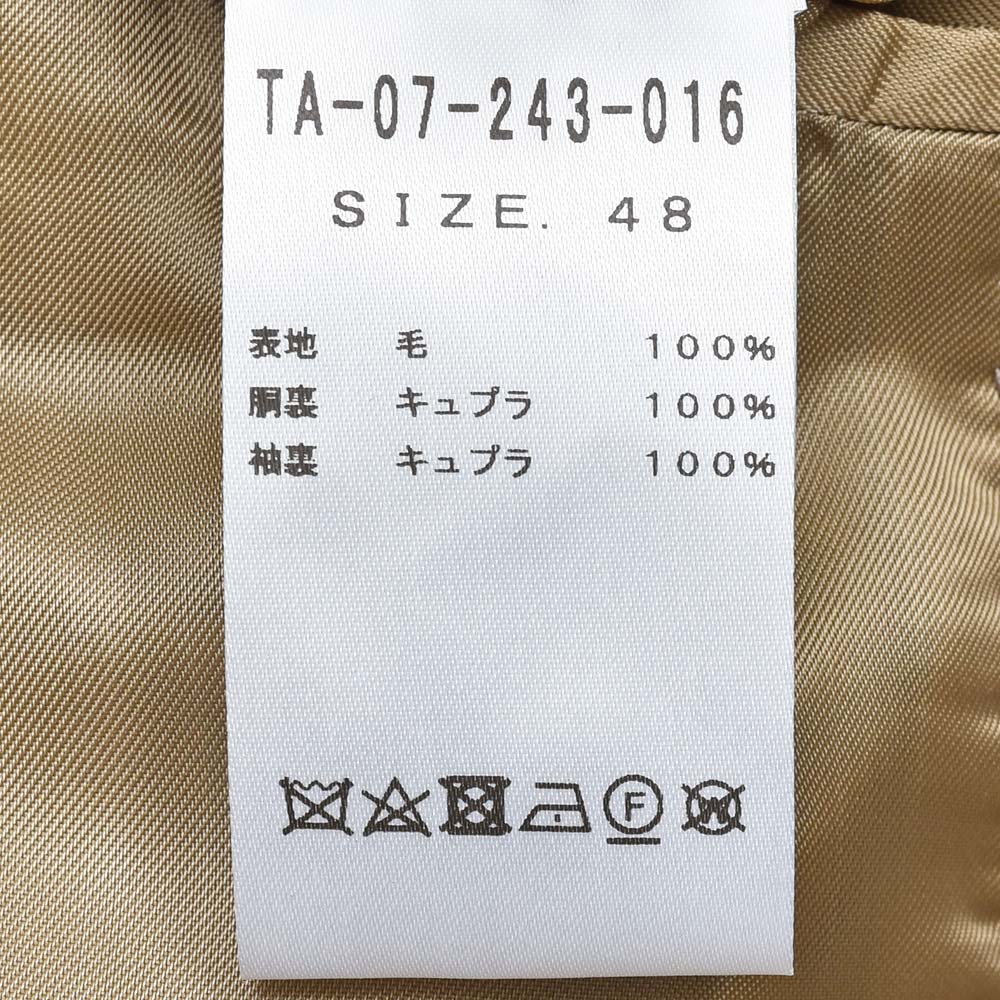 TA-07-243-016
SIZE. 48
表地 毛 100%
胴裏 キュプラ 100%
袖裏 キュプラ 100%
F
W